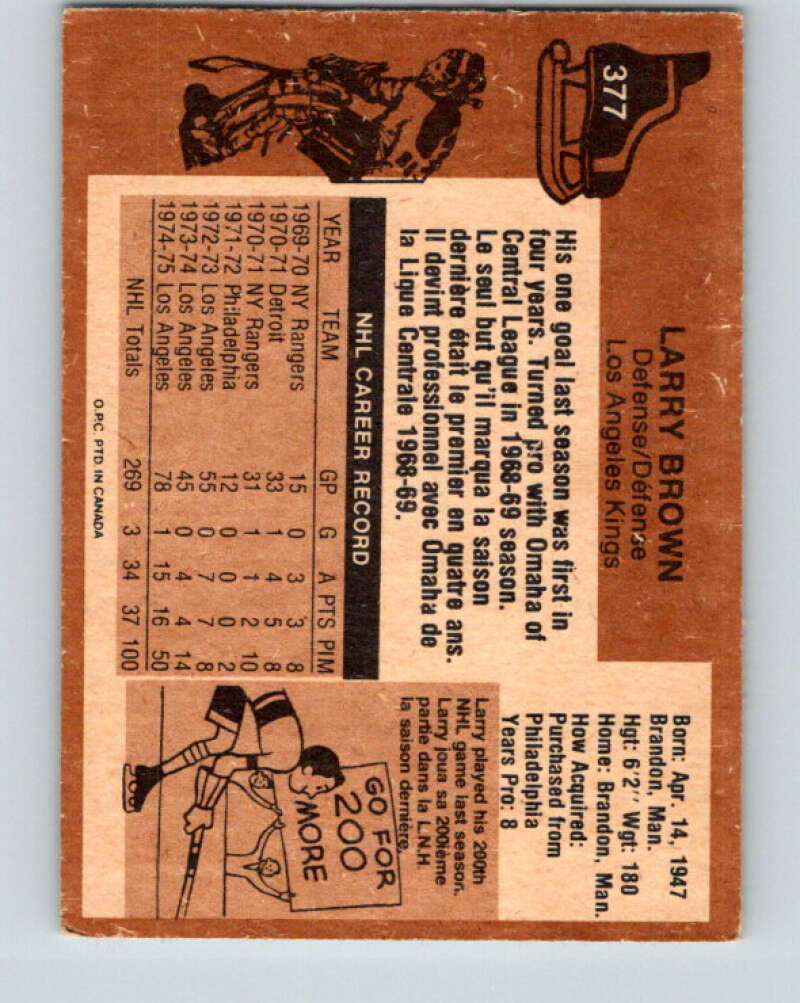 377
LARRY BROWN
Defense/Défense
Los Angeles Kings
Born: Apr. 14, 1947
Brandon, Man.
Hgt: 6'2" Wgt: 180
Home: Brandon, Man.
How Acquired:
Purchased from
Philadelphia
Years Pro: 8
His one goal last season was first in
four years. Turned pro with Omaha of
Central League in 1968-69 season.
Le seul but qu'il marqua la saison
dernière était le premier en quatre ans.
Il devint professionnel avec Omaha de
la Lique Centrale 1968-69.
NHL CAREER RECORD
YEAR TEAM GP G A PTS PIM
1969-70 NY Rangers 15 0 3 3 8
1970-71 Detroit 33 1 4 5 8
1970-71 NY Rangers 31 1 1 2 10
1971-72 Philadelphia 12 0 0 0 2
1972-73 Los Angeles 55 0 7 7 8
1973-74 Los Angeles 45 0 4 4 14
1974-75 Los Angeles 78 1 15 16 50
NHL Totals 269 3 34 37 100
Larry played his 200th
NHL game last season.
Larry joua sa 200ième
partie dans la L.N.H.
la saison dernière.
GO FOR
200
MORE
O.P.C. PTD. IN CANADA